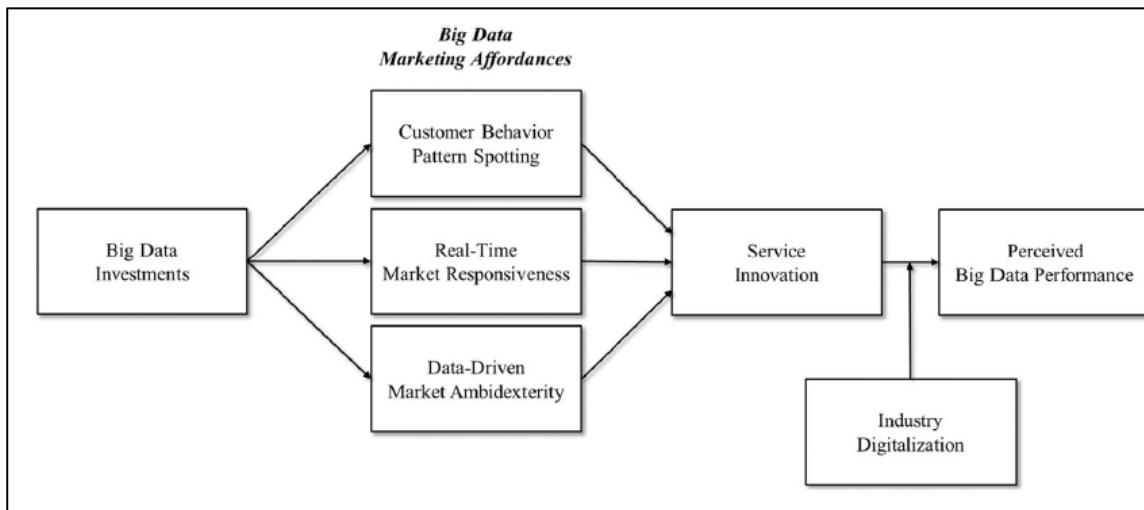 Big Data
Marketing Affordances
Customer Behavior
Pattern Spotting
Big Data
Investments
Real-Time
Market Responsiveness
Service
Innovation
Perceived
Big Data Performance
Data-Driven
Market Ambidexterity
Industry
Digitalization